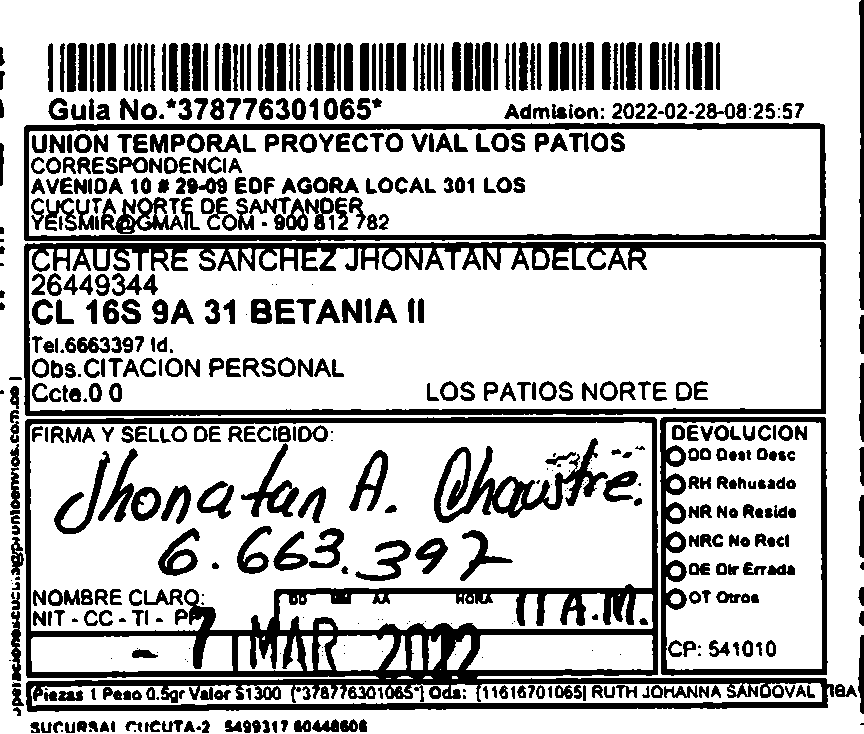 Guia No.*378776301065*
Admision: 2022-02-28-08:25:57
UNION TEMPORAL PROYECTO VIAL LOS PATIOS
CORRESPONDENCIA
AVENIDA 10 # 29-09 EDF AGORA LOCAL 301 LOS
CUCUTA NORTE DE SANTANDER
YEISMIR@GMAIL COM - 900 812 782
CHAUSTRE SANCHEZ JHONATAN ADELCAR
26449344
CL 16S 9A 31 BETANIA II
Tel.6663397 Id.
Obs.CITACION PERSONAL
Ccte.0 0
LOS PATIOS NORTE DE
FIRMA Y SELLO DE RECIBIDO:
Jhonatan A. Chaustre.
6.663.397
NOMBRE CLARO:
NIT - CC - TI - PP
DD MM AA HORA
11 A.M.
- 7 MAR 2022
DEVOLUCION
DD Dest Desc
RH Rehusado
NR No Reside
NRC No Recl
DE Dir Errada
OT Otros
CP: 541010
Piezas 1 Peso 0.5gr Valor $1300 (*378776301065*) Ods: (11616701065) RUTH JOHANNA SANDOVAL
SUCURSAL CUCUTA-2 5499317 60448606